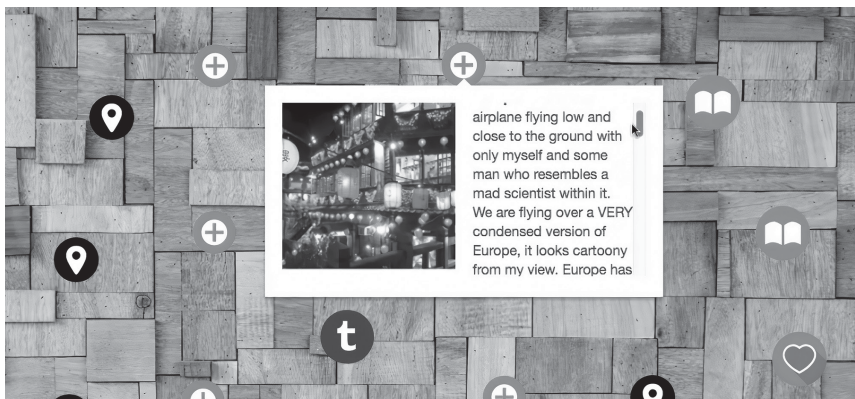 airplane flying low and
close to the ground with
only myself and some
man who resembles a
mad scientist within it.
We are flying over a VERY
condensed version of
Europe, it looks cartoony
from my view. Europe has
t